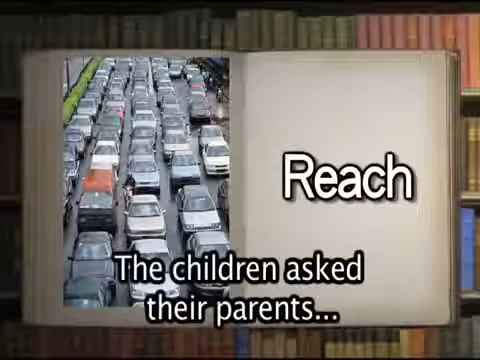 Reach
The children asked
their parents...